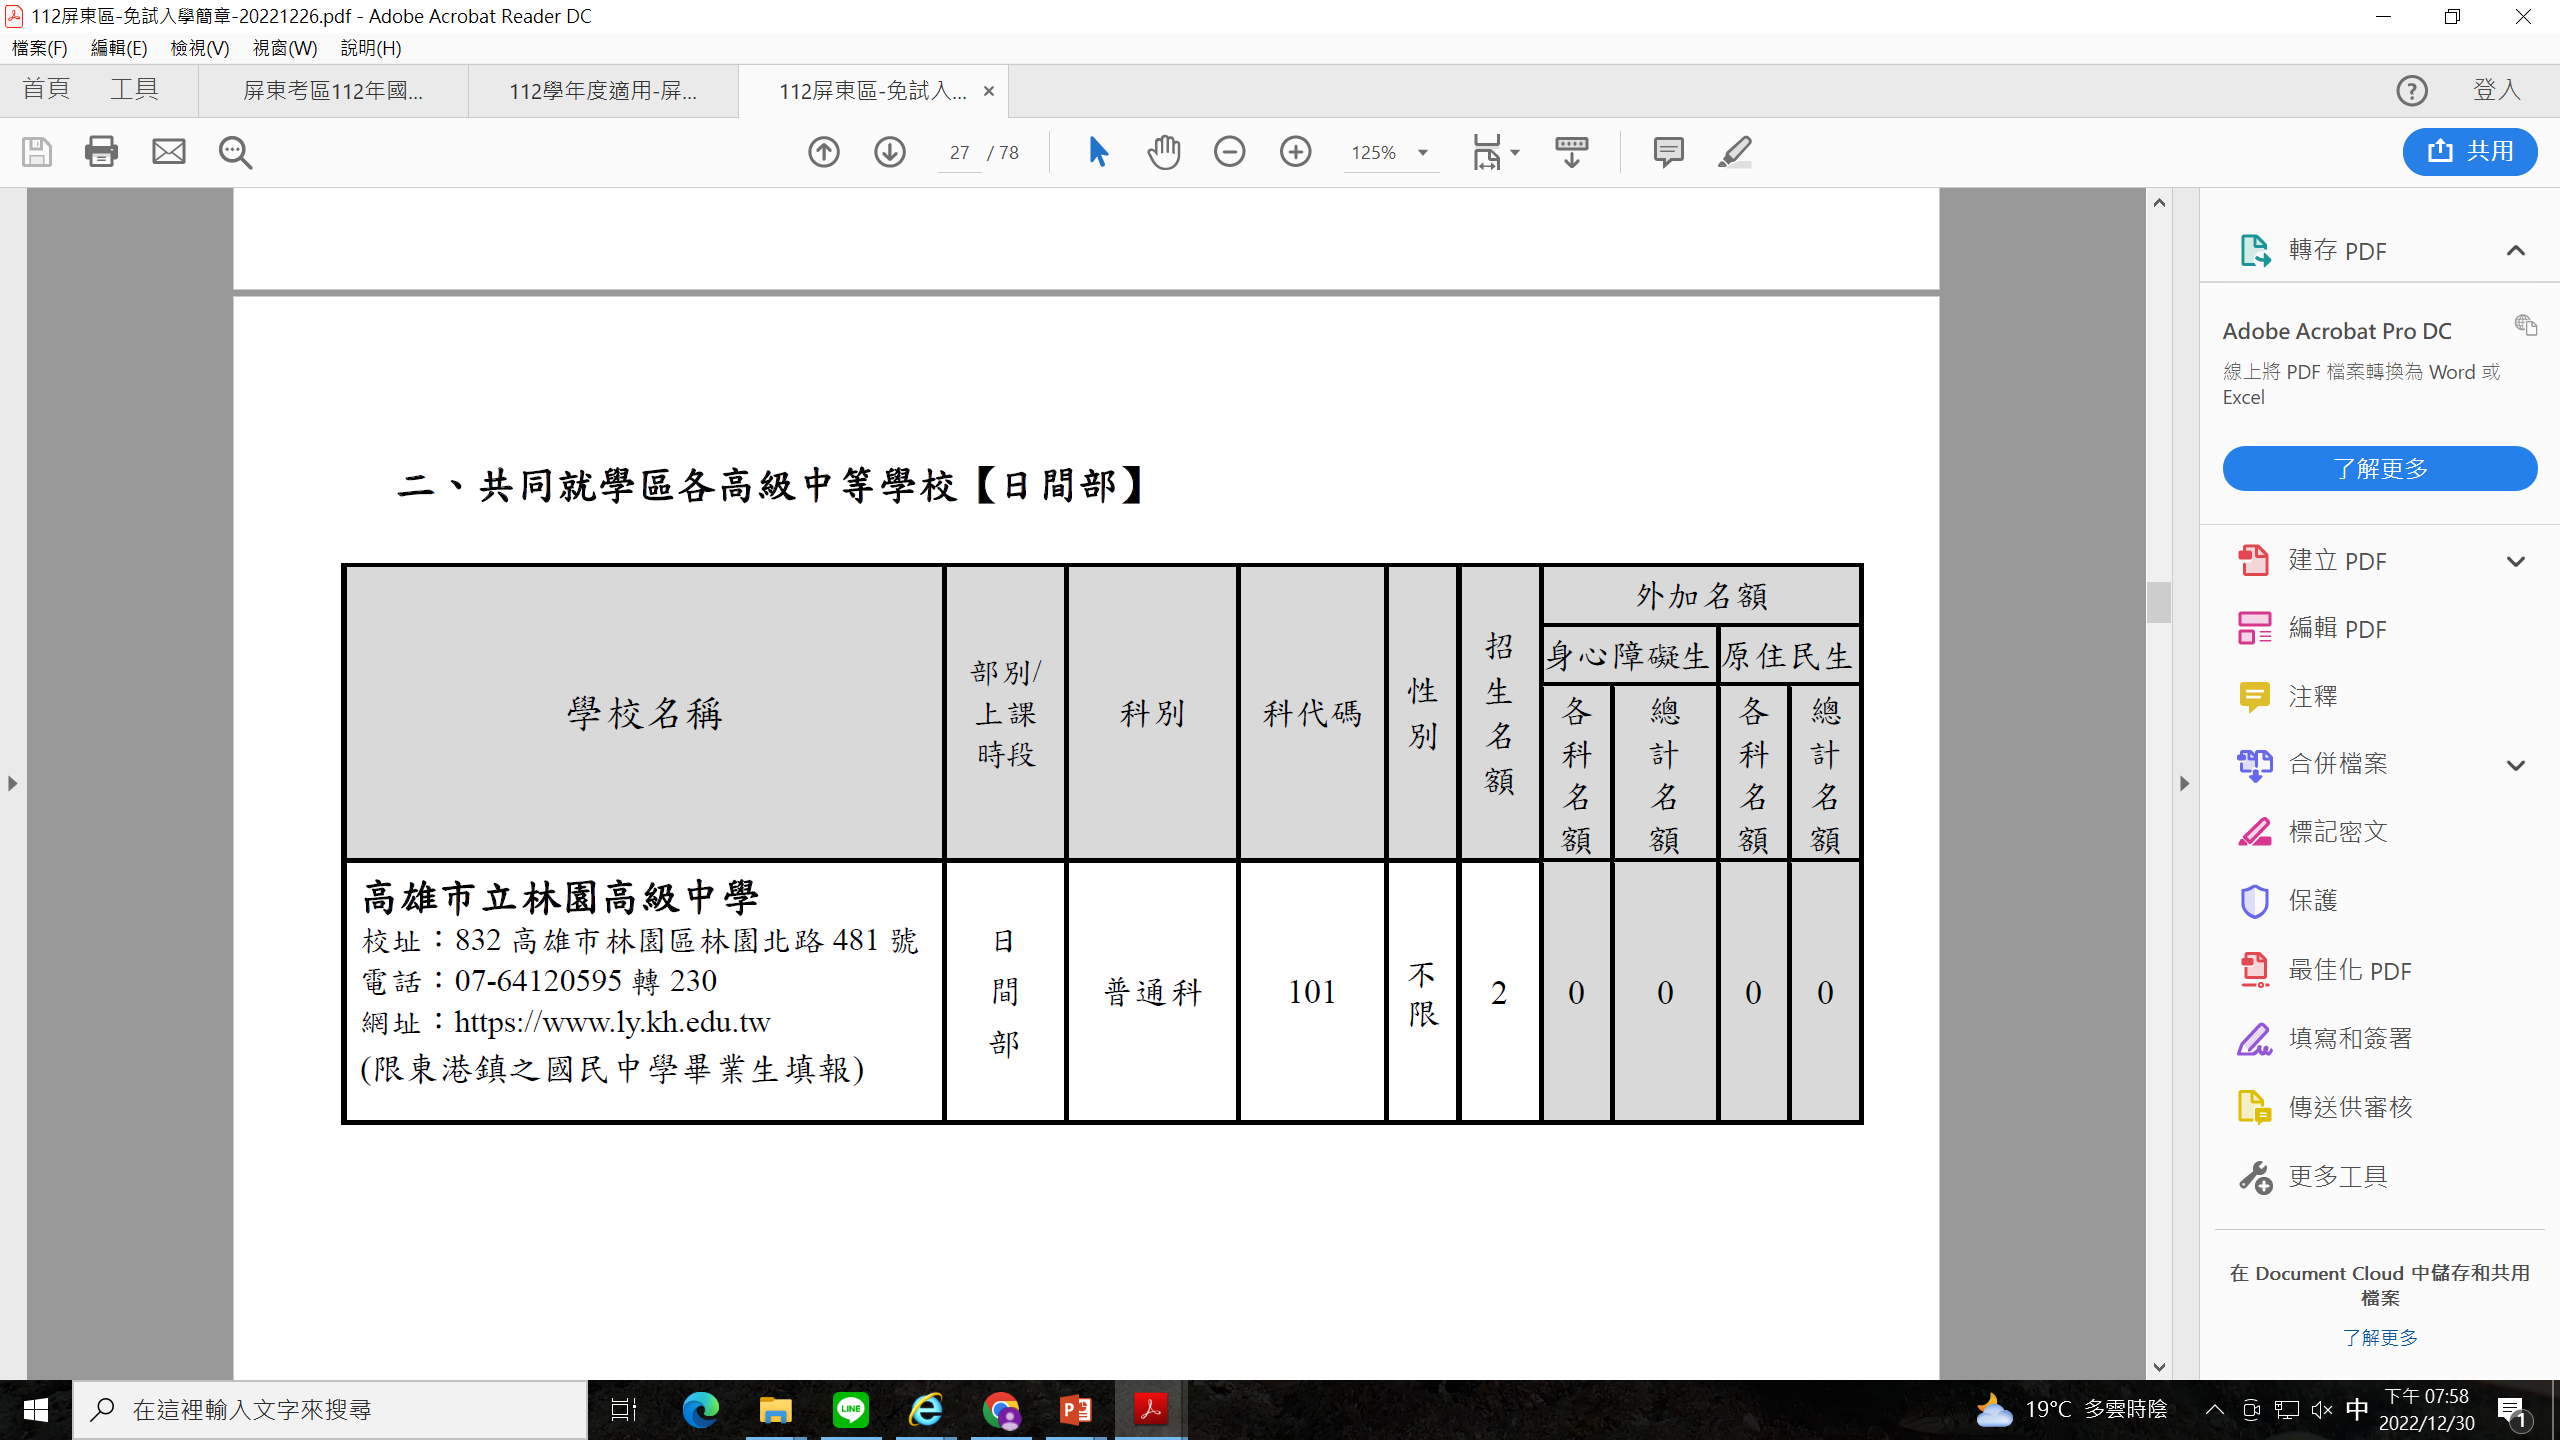 112屏東區-免試入學簡章-20221226.pdf - Adobe Acrobat Reader DC
檔案(F) 編輯(E) 檢視(V) 視窗(W) 說明(H)
首頁 工具 屏東考區112年國... 112學年度適用-屏... 112屏東區-免試入... × 登入
27 / 78 125% 共用
二、共同就學區各高級中等學校【日間部】
學校名稱
部別/
上課
時段
科別
科代碼
性別
招生名額
外加名額
身心障礙生 原住民生
各科名額 總計名額 各科名額 總計名額
高雄市立林園高級中學
校址：832 高雄市林園區林園北路 481 號
電話：07-64120595 轉 230
網址：https://www.ly.kh.edu.tw
(限東港鎮之國民中學畢業生填報)
日間部 普通科 101 不限 2 0 0 0 0
轉存 PDF
Adobe Acrobat Pro DC
線上將 PDF 檔案轉換為 Word 或
Excel
了解更多
建立 PDF
編輯 PDF
注釋
合併檔案
標記密文
保護
最佳化 PDF
填寫和簽署
傳送供審核
更多工具
在 Document Cloud 中儲存和共用
檔案
了解更多
在這裡輸入文字來搜尋
LINE
19°C 多雲時陰
中
下午 07:58
2022/12/30
1